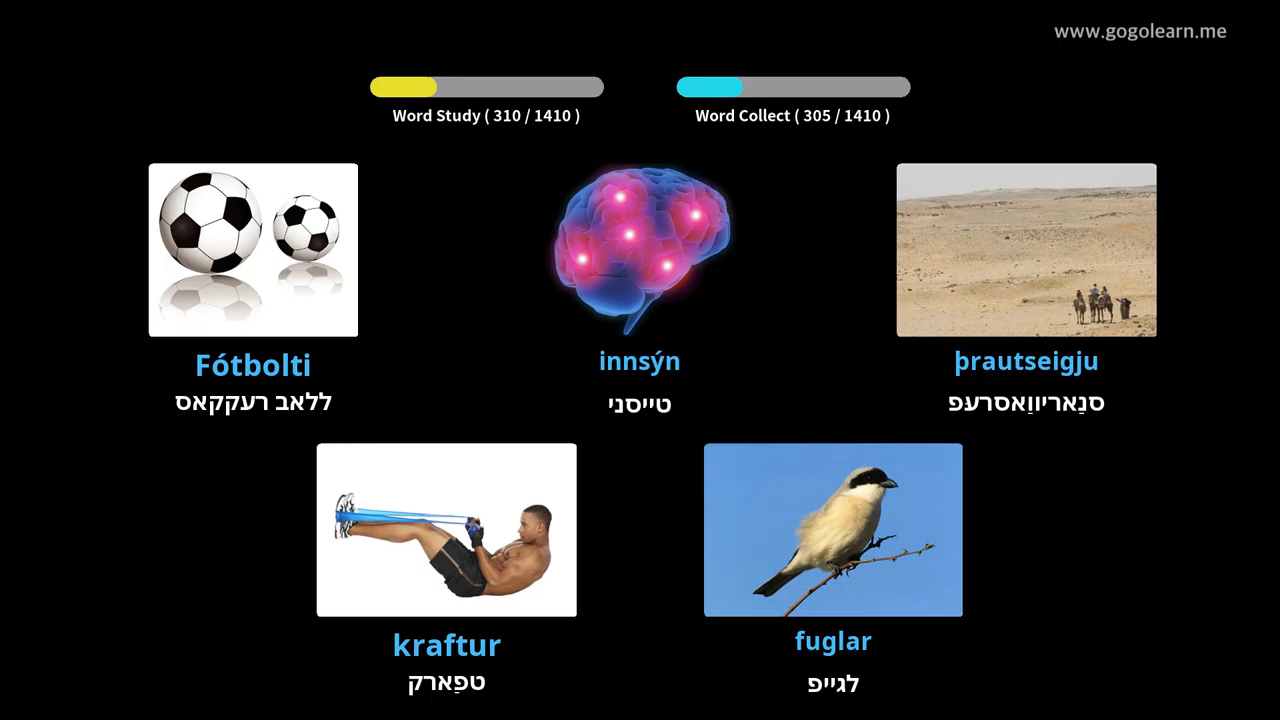 www.gogolearn.me
Word Study ( 310 / 1410 )
Word Collect ( 305 / 1410 )
Fótbolti
ללאב רעקקאס
innsýn
טייסני
þrautseigju
סנַאריווַאסרעפ
kraftur
טפַארק
fuglar
לגייפ